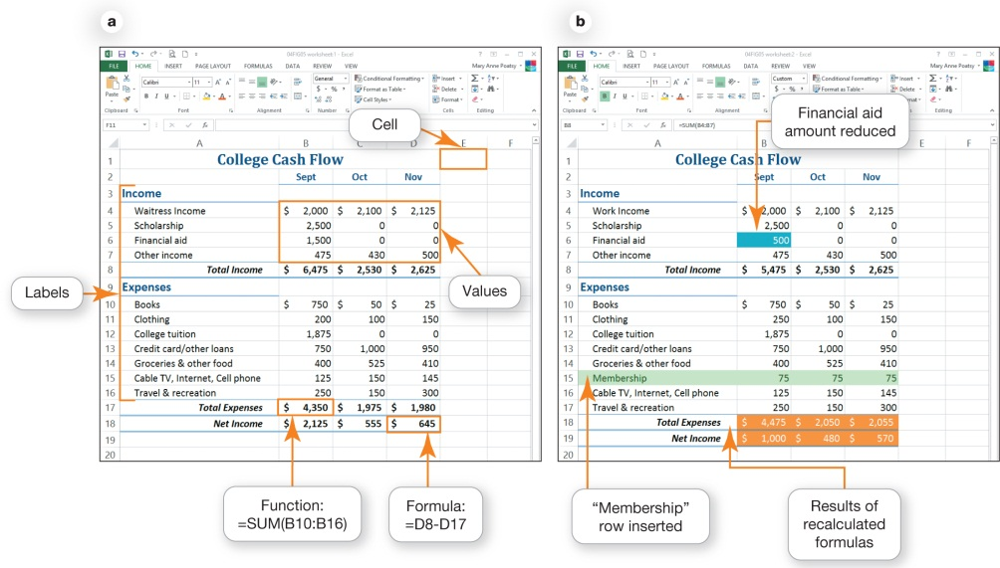 a
04FIG05 worksheet1 - Excel
FILE HOME INSERT PAGE LAYOUT FORMULAS DATA REVIEW VIEW Mary Anne Poatsy
Paste
Calibri 11 A A
B I U
General
$ % ,
Conditional Formatting
Format as Table
Cell Styles
Insert
Delete
Format
Clipboard Font Alignment Number Styles Cells Editing
F11 fx
A B C D E F
Cell
1 College Cash Flow
2 Sept Oct Nov
3 Income
4 Waitress Income $ 2,000 $ 2,100 $ 2,125
5 Scholarship 2,500 0 0
6 Financial aid 1,500 0 0
7 Other income 475 430 500
8 Total Income $ 6,475 $ 2,530 $ 2,625
9 Expenses
10 Books $ 750 $ 50 $ 25
11 Clothing 200 100 150
12 College tuition 1,875 0 0
13 Credit card/other loans 750 1,000 950
14 Groceries & other food 400 525 410
15 Cable TV, Internet, Cell phone 125 150 145
16 Travel & recreation 250 150 300
17 Total Expenses $ 4,350 $ 1,975 $ 1,980
18 Net Income $ 2,125 $ 555 $ 645
19
20
Labels
Values
Function:
=SUM(B10:B16)
Formula:
=D8-D17
b
04FIG05 worksheet2 - Excel
FILE HOME INSERT PAGE LAYOUT FORMULAS DATA REVIEW VIEW Mary Anne Poatsy
Paste
Calibri 11 A A
B I U
Custom
$ % ,
Conditional Formatting
Format as Table
Insert
Delete
Format
Clipboard Font Alignment Editing
B8 fx =SUM(B4:B7)
Financial aid
amount reduced
A B E F
1 College Cash Flow
2 Sept Oct Nov
3 Income
4 Work Income $ 2,000 $ 2,100 $ 2,125
5 Scholarship 2,500 0 0
6 Financial aid 500 0 0
7 Other income 475 430 500
8 Total Income $ 5,475 $ 2,530 $ 2,625
9 Expenses
10 Books $ 750 $ 50 $ 25
11 Clothing 250 100 150
12 College tuition 1,875 0 0
13 Credit card/other loans 750 1,000 950
14 Groceries & other food 400 525 410
15 Membership 75 75 75
16 Cable TV, Internet, Cell phone 125 150 145
17 Travel & recreation 250 150 300
18 Total Expenses $ 4,475 $ 2,050 $ 2,055
19 Net Income $ 1,000 $ 480 $ 570
20
“Membership”
row inserted
Results of
recalculated
formulas